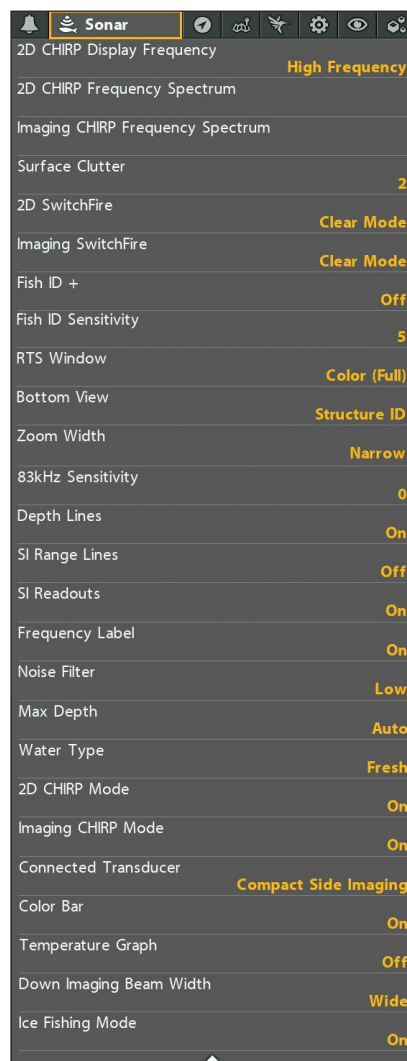 Sonar
2D CHIRP Display Frequency
High Frequency
2D CHIRP Frequency Spectrum
Imaging CHIRP Frequency Spectrum
Surface Clutter
2
2D SwitchFire
Clear Mode
Imaging SwitchFire
Clear Mode
Fish ID +
Off
Fish ID Sensitivity
5
RTS Window
Color (Full)
Bottom View
Structure ID
Zoom Width
Narrow
83kHz Sensitivity
0
Depth Lines
On
SI Range Lines
Off
SI Readouts
On
Frequency Label
On
Noise Filter
Low
Max Depth
Auto
Water Type
Fresh
2D CHIRP Mode
On
Imaging CHIRP Mode
On
Connected Transducer
Compact Side Imaging
Color Bar
On
Temperature Graph
Off
Down Imaging Beam Width
Wide
Ice Fishing Mode
On